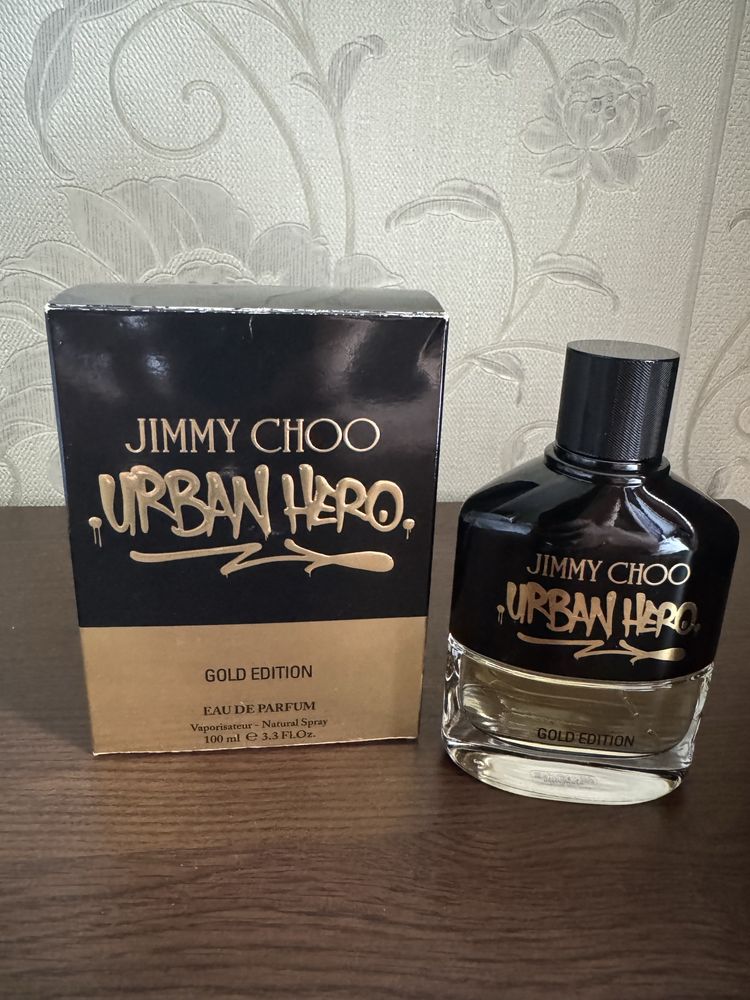 JIMMY CHOO
URBAN HERO
GOLD EDITION
EAU DE PARFUM
Vaporisateur - Natural Spray
100 ml ℮ 3.3 Fl.Oz.
JIMMY CHOO
URBAN HERO
GOLD EDITION